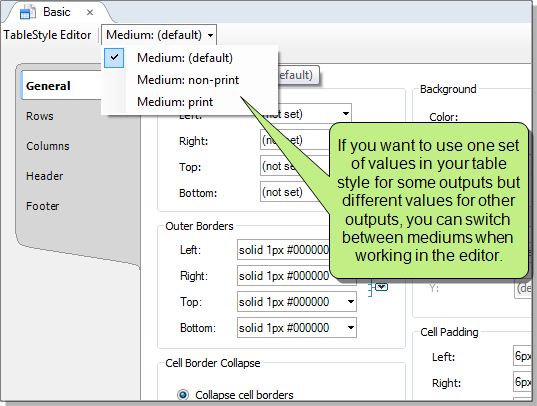 Basic
TableStyle Editor
Medium: (default)
Medium: (default)
Medium: non-print
Medium: print
default)
General
Rows
Columns
Header
Footer
Left:
(not set)
Right:
(not set)
Top:
(not set)
Bottom:
(not set)
Outer Borders
Left:
solid 1px #000000
Right:
solid 1px #000000
Top:
solid 1px #000000
Bottom:
solid 1px #000000
Cell Border Collapse
Collapse cell borders
Background
Color:
If you want to use one set
of values in your table
style for some outputs but
different values for other
outputs, you can switch
between mediums when
working in the editor.
Y:
(de
Cell Padding
Left:
6px
Right:
6px